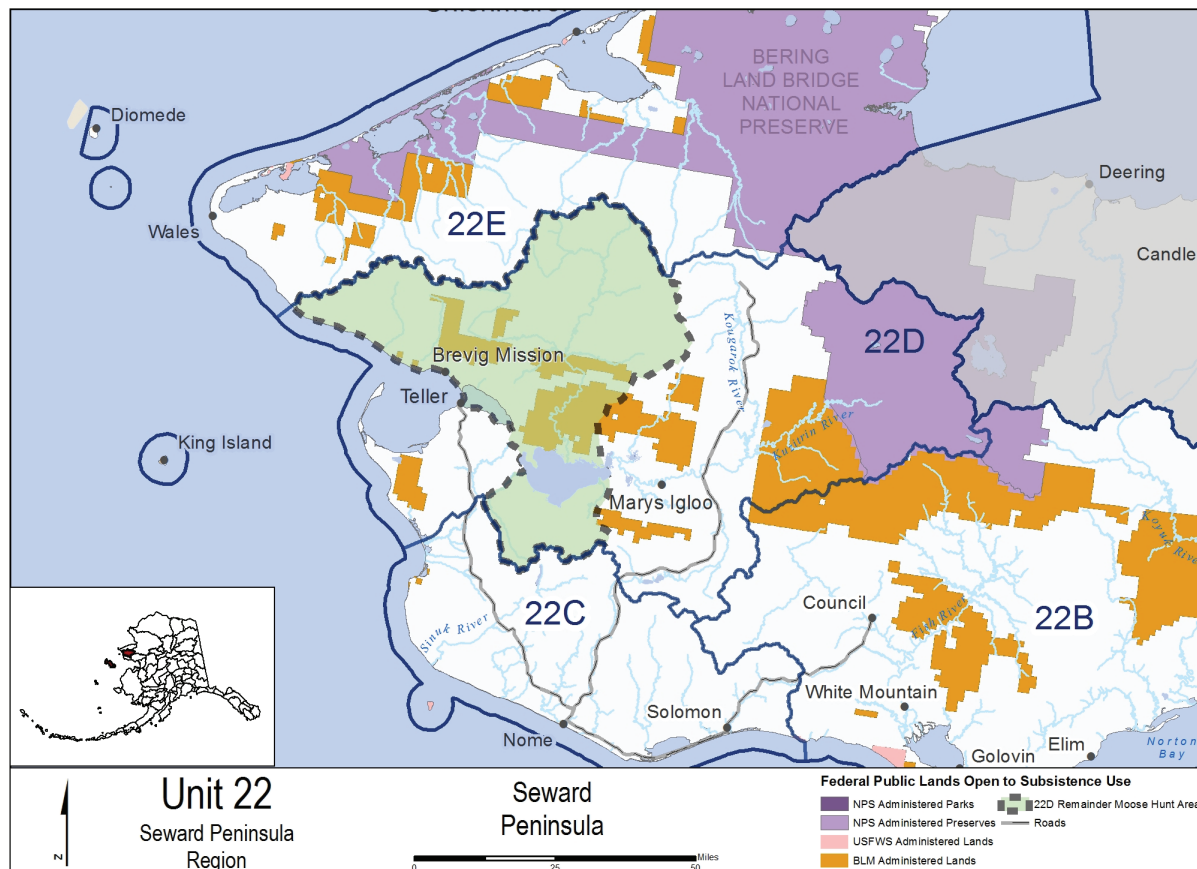 BERING
LAND BRIDGE
NATIONAL
PRESERVE
Diomede
Deering
Wales
22E
Candle
Kougarok River
22D
Brevig Mission
Teller
Kuzitrin River
King Island
Marys Igloo
Koyuk River
Council
22C
22B
Sinuk River
Fish River
White Mountain
Solomon
Nome
Golovin
Elim
Norton
Bay
Unit 22
Seward Peninsula
Region
N
Seward
Peninsula
Miles
0 25 50
Federal Public Lands Open to Subsistence Use
NPS Administered Parks
22D Remainder Moose Hunt Area
NPS Administered Preserves
Roads
USFWS Administered Lands
BLM Administered Lands